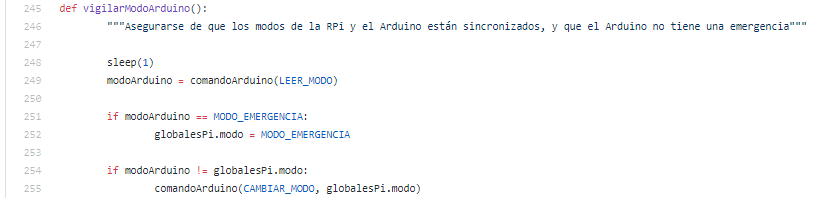 245 def vigilarModoArduino():
246 """Asegurarse de que los modos de la RPi y el Arduino están sincronizados, y que el Arduino no tiene una emergencia"""
247
248 sleep(1)
249 modoArduino = comandoArduino(LEER_MODO)
250
251 if modoArduino == MODO_EMERGENCIA:
252 globalesPi.modo = MODO_EMERGENCIA
253
254 if modoArduino != globalesPi.modo:
255 comandoArduino(CAMBIAR_MODO, globalesPi.modo)